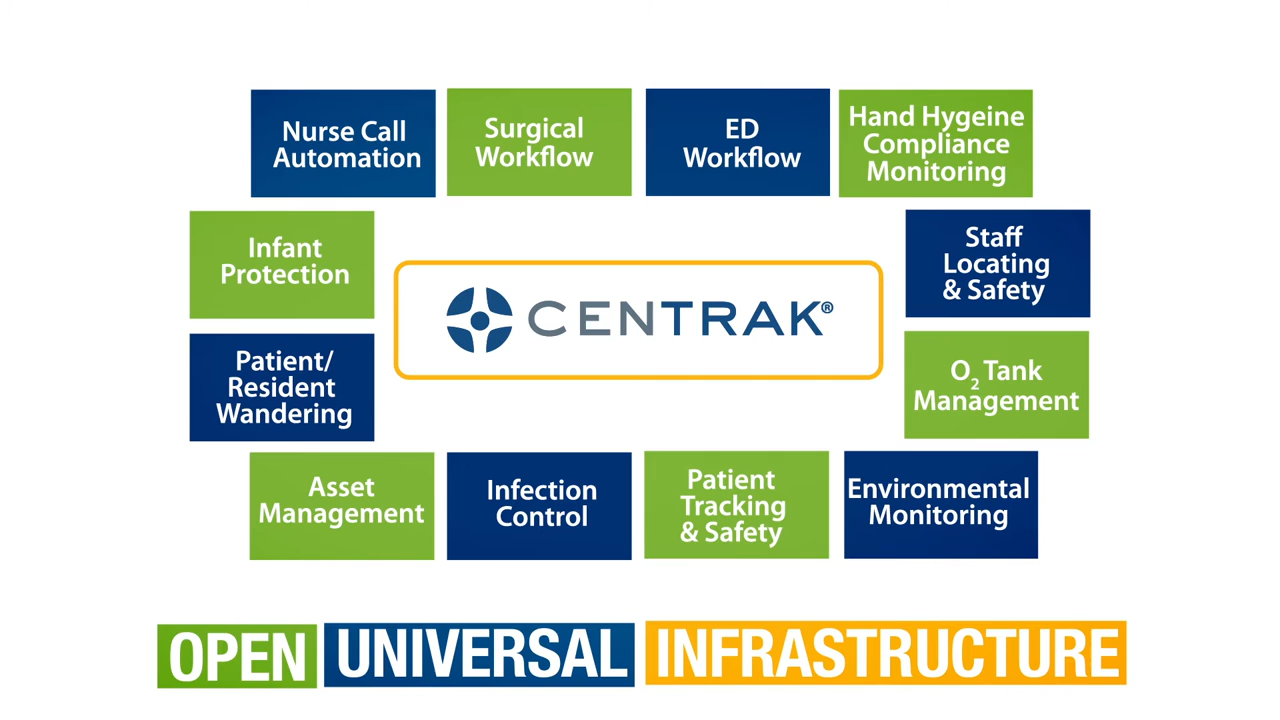 Nurse Call
Automation
Surgical
Workflow
ED
Workflow
Hand Hygeine
Compliance
Monitoring
Infant
Protection
Staff
Locating
& Safety
CENTRAK®
Patient/
Resident
Wandering
O₂ Tank
Management
Asset
Management
Infection
Control
Patient
Tracking
& Safety
Environmental
Monitoring
OPEN UNIVERSAL INFRASTRUCTURE